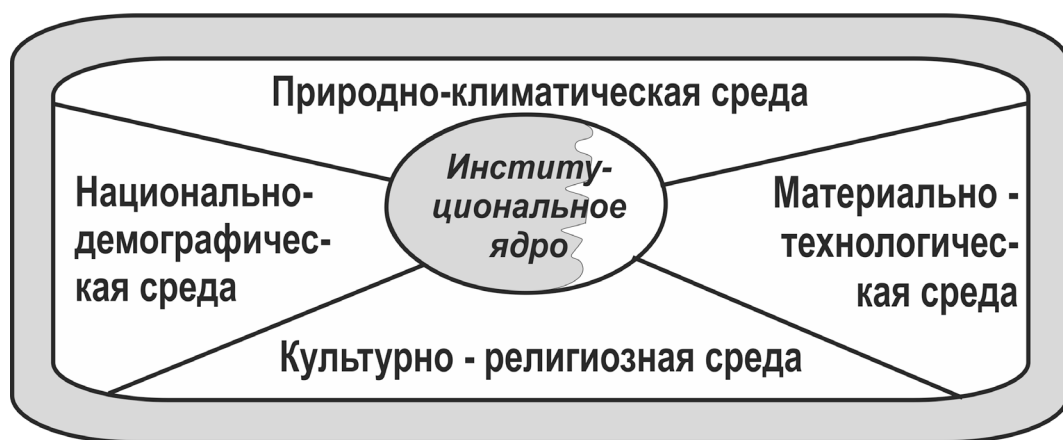 Природно-климатическая среда
Институ-
циональное
ядро
Национально-
демографичес-
кая среда
Материально -
технологичес-
кая среда
Культурно - религиозная среда